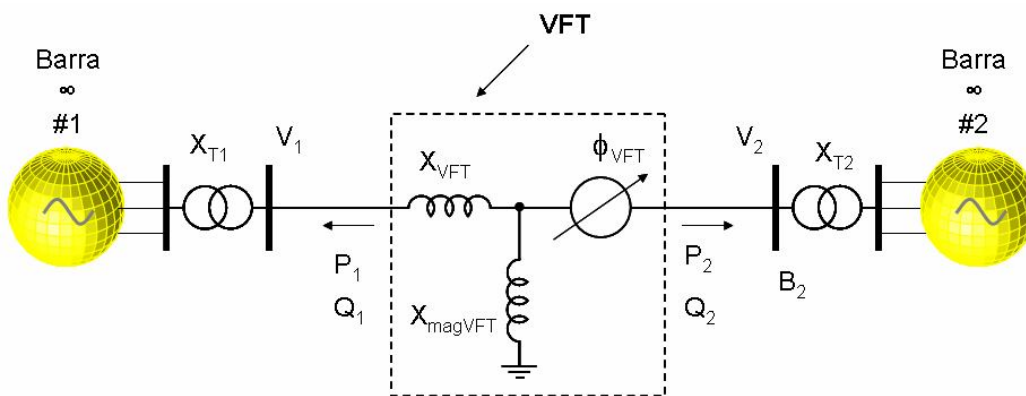 VFT
Barra
∞
#1
X_T1
V_1
X_VFT
ϕ_VFT
V_2
X_T2
Barra
∞
#2
P_1
Q_1
X_magVFT
P_2
Q_2
B_2